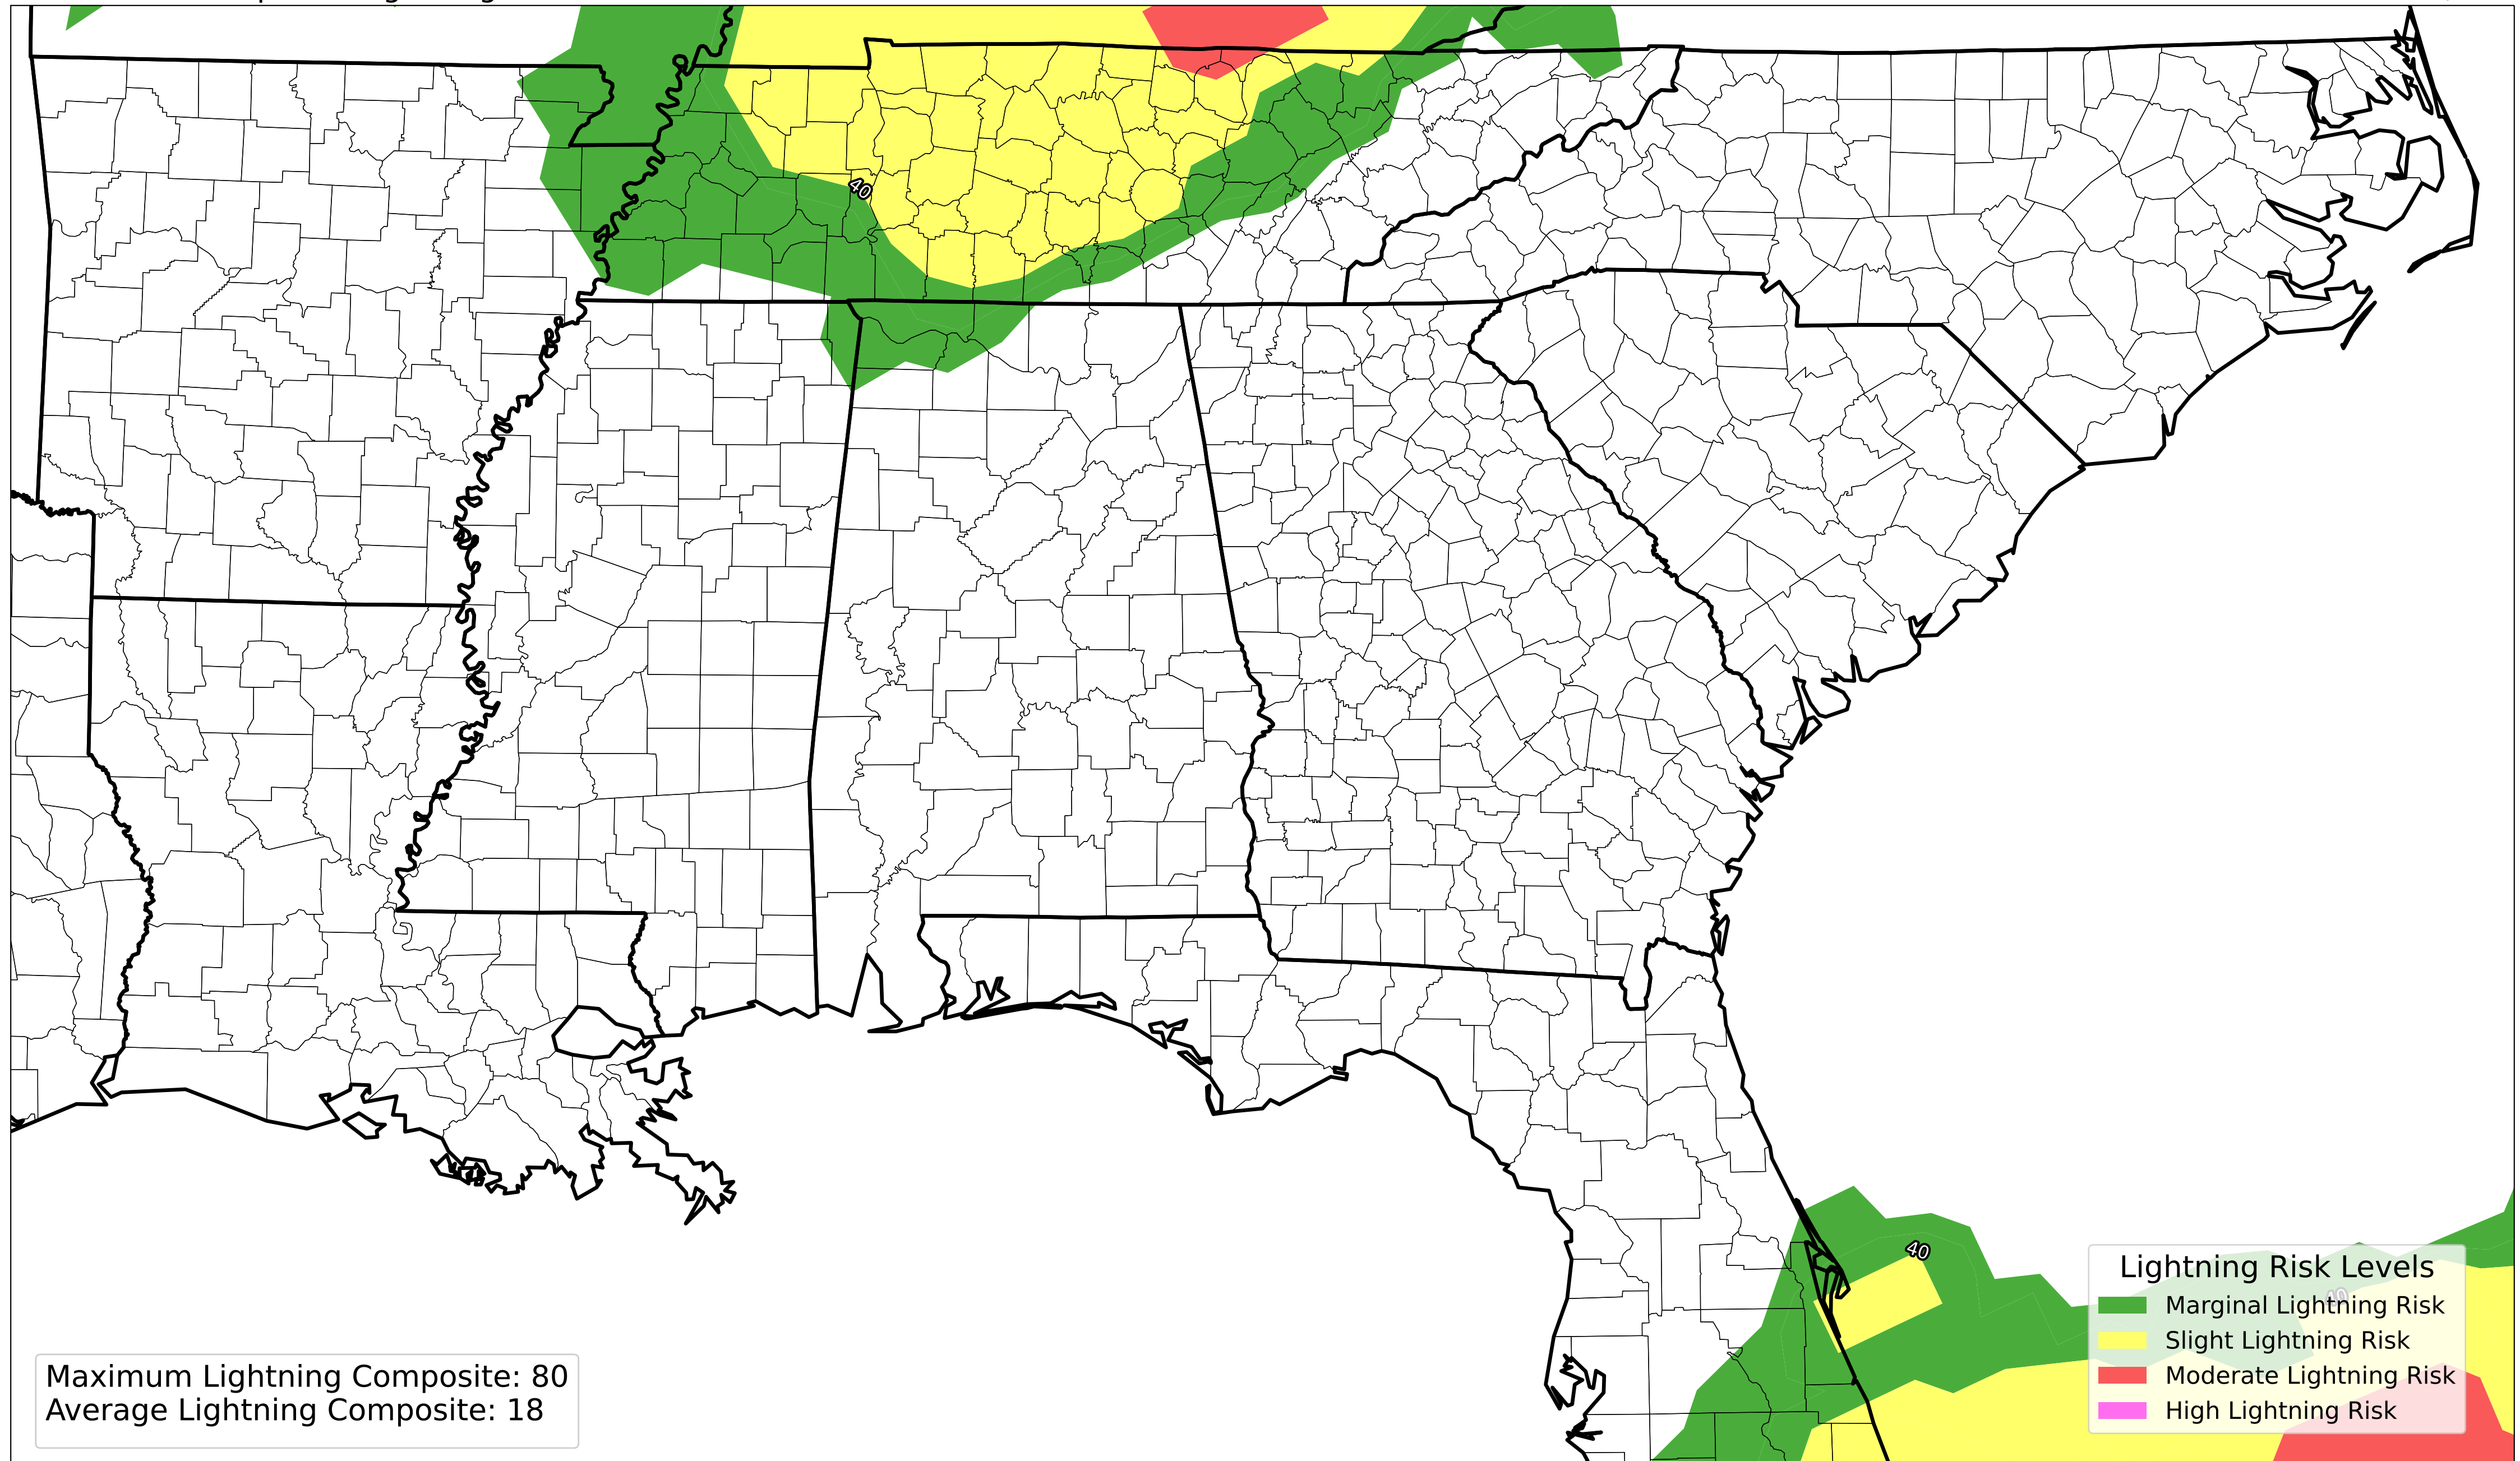 40
40
40
Lightning Risk Levels
Marginal Lightning Risk
Slight Lightning Risk
Moderate Lightning Risk
High Lightning Risk
Maximum Lightning Composite: 80
Average Lightning Composite: 18